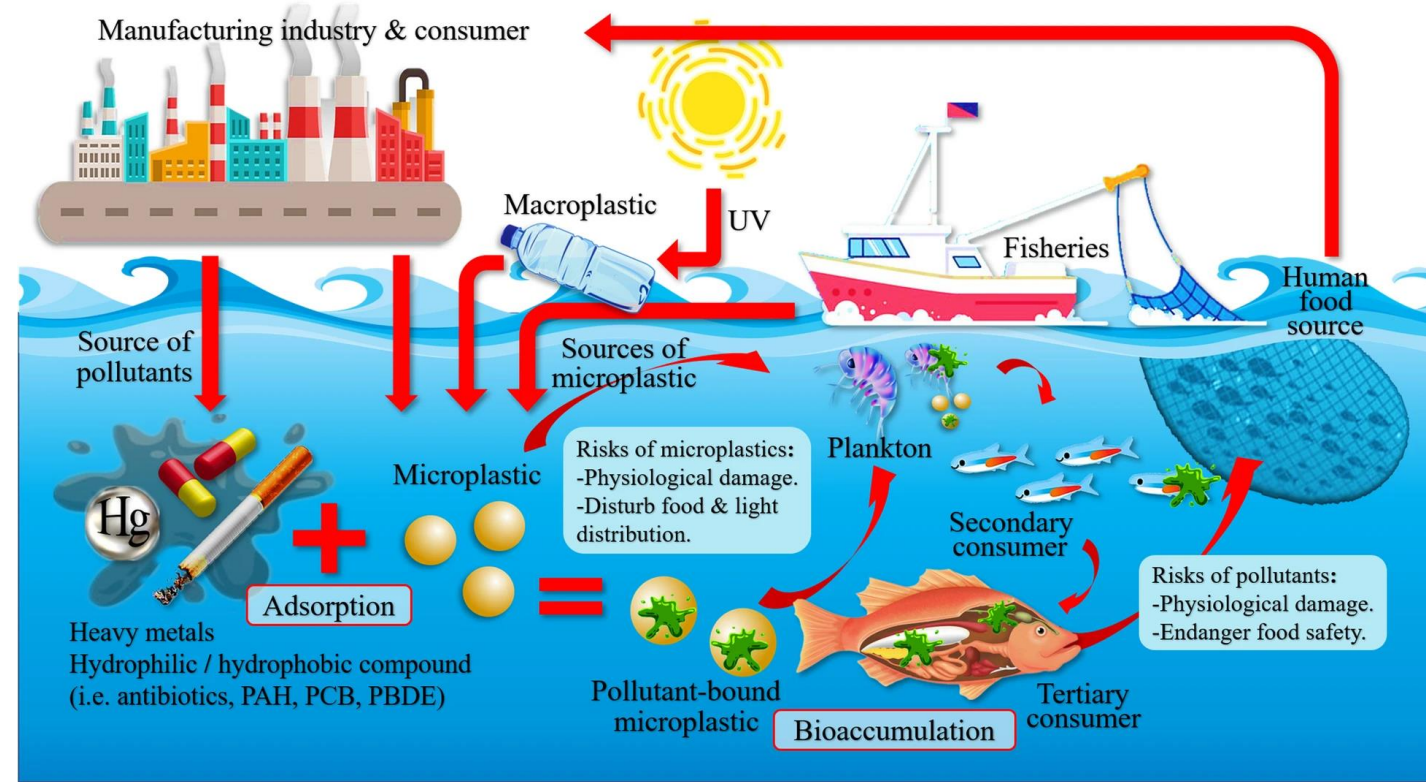 Manufacturing industry & consumer
Macroplastic
UV
Fisheries
Human
food
source
Source of
pollutants
Sources of
microplastic
Hg
Microplastic
Risks of microplastics:
-Physiological damage.
-Disturb food & light
distribution.
Plankton
Secondary
consumer
Adsorption
Heavy metals
Hydrophilic / hydrophobic compound
(i.e. antibiotics, PAH, PCB, PBDE)
Pollutant-bound
microplastic
Bioaccumulation
Tertiary
consumer
Risks of pollutants:
-Physiological damage.
-Endanger food safety.